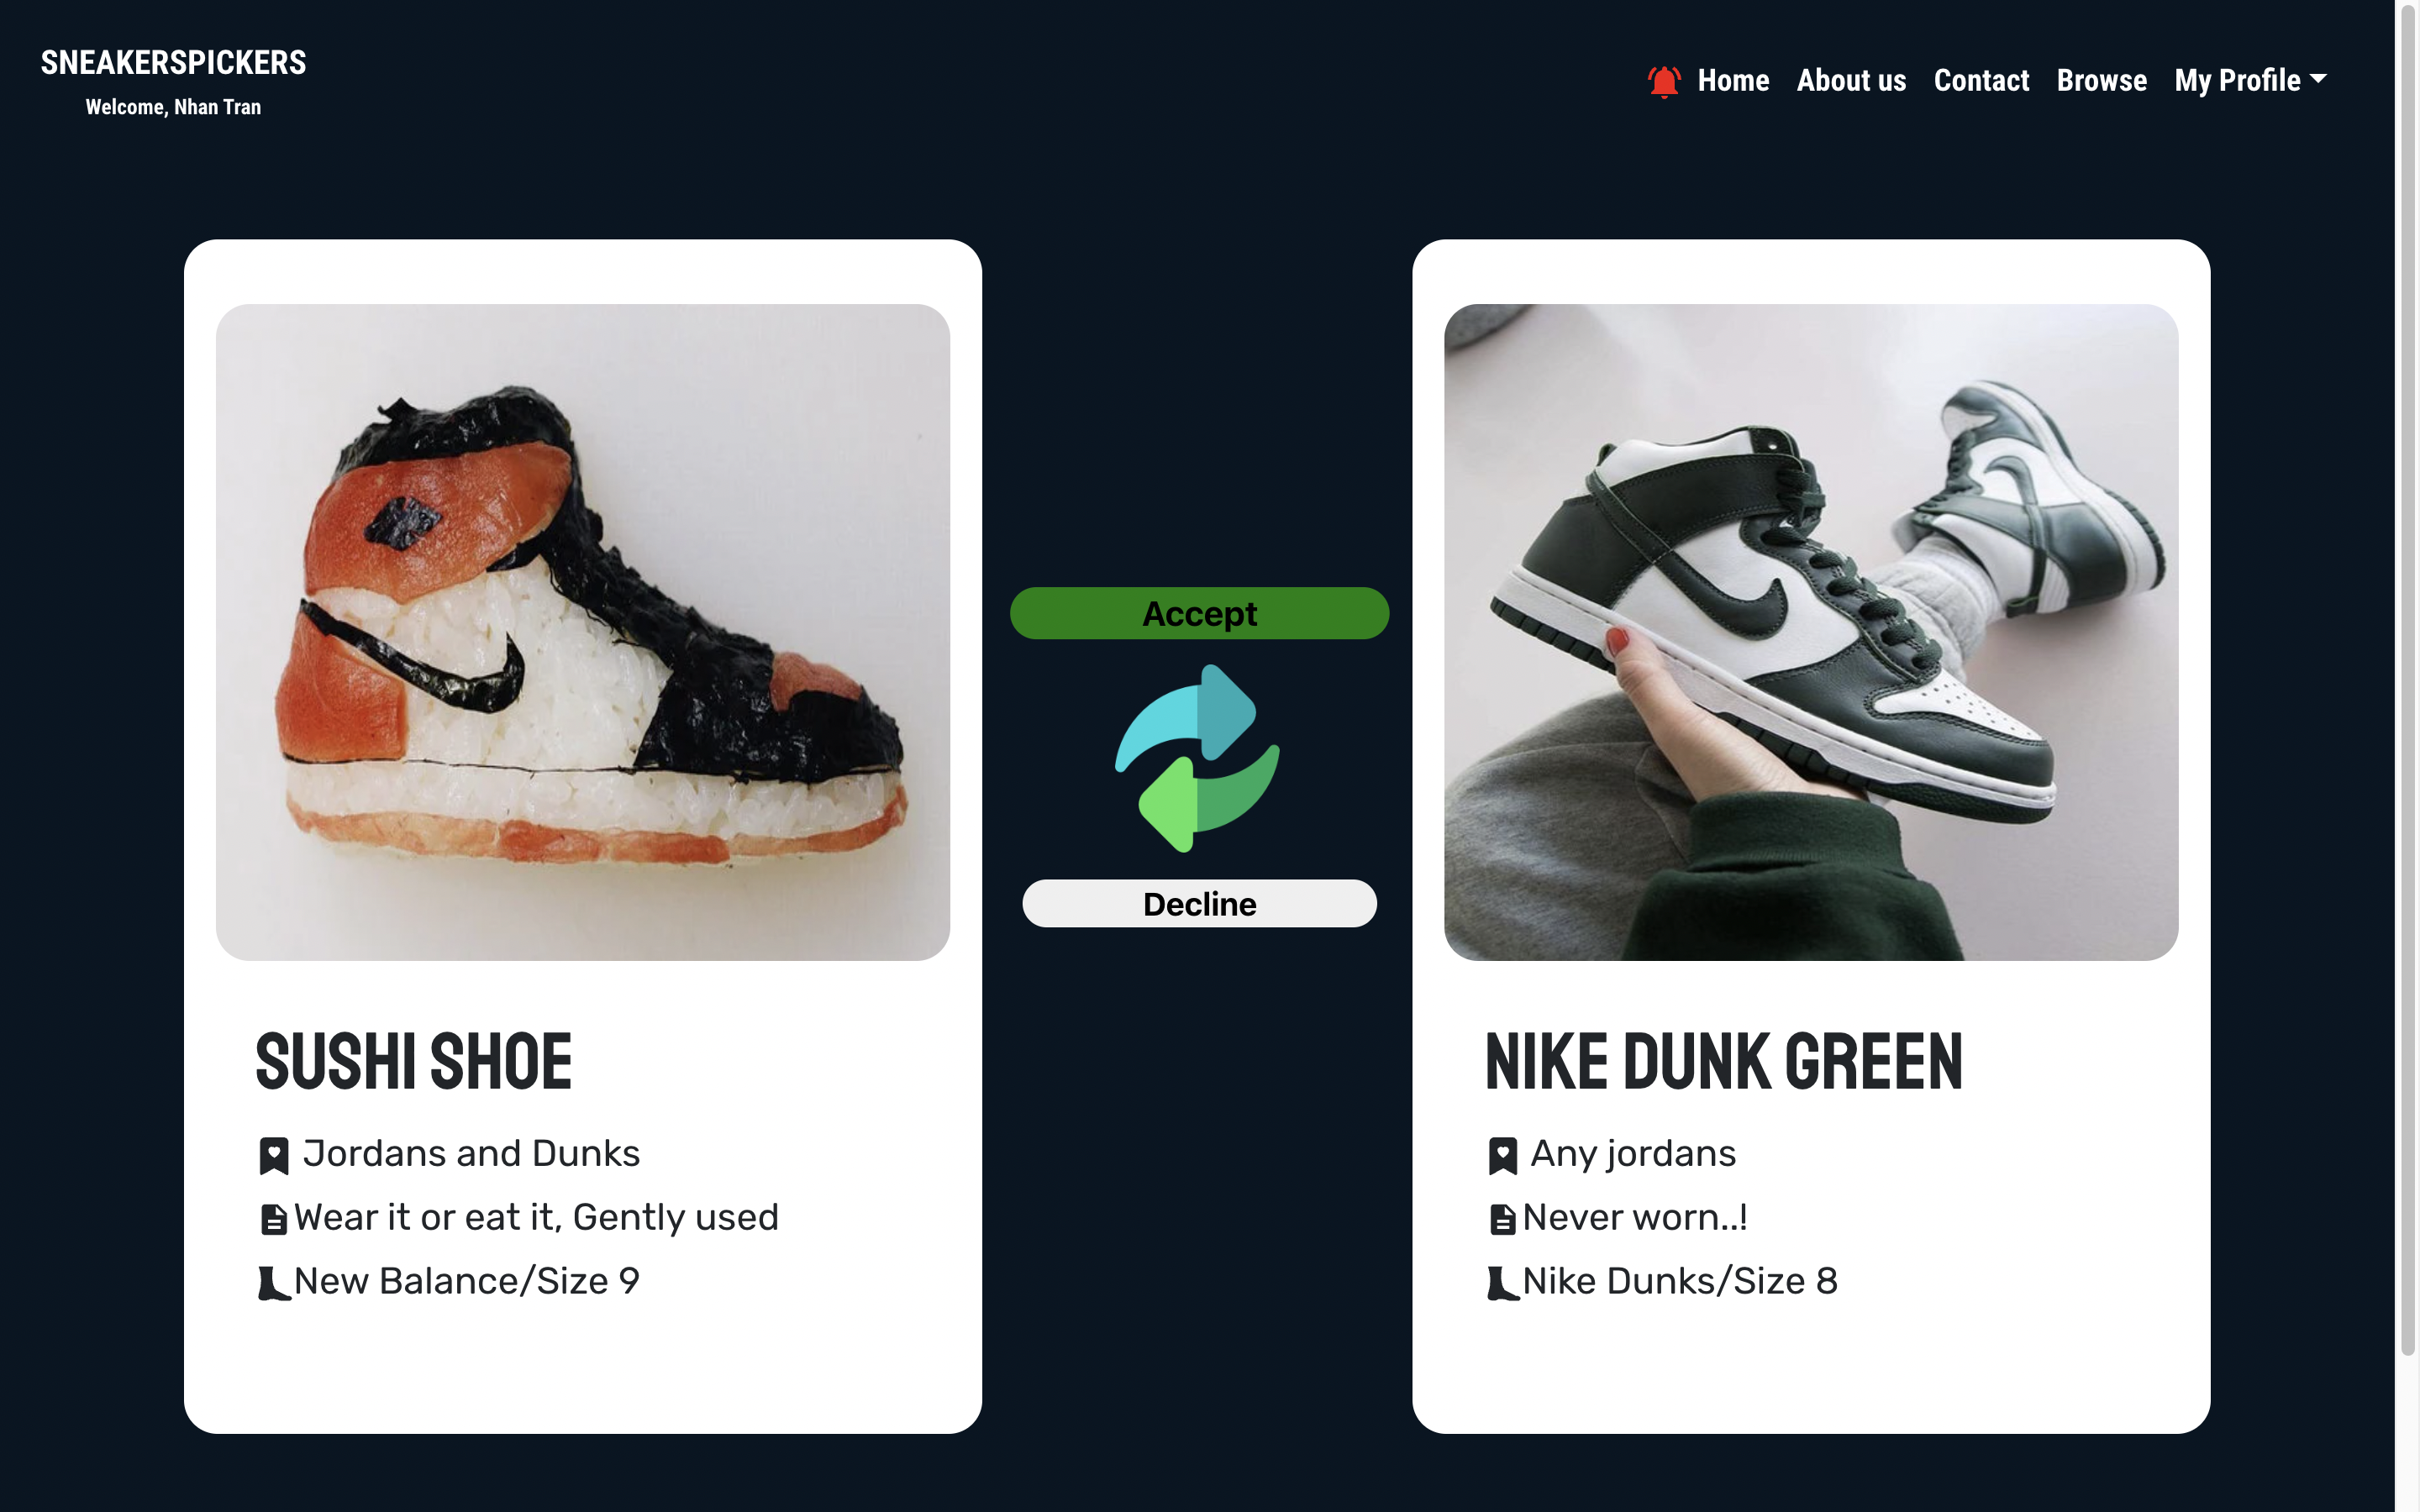 SNEAKERSPICKERS
Welcome, Nhan Tran
Home About us Contact Browse My Profile
Accept
Decline
SUSHI SHOE
Jordans and Dunks
Wear it or eat it, Gently used
New Balance/Size 9
NIKE DUNK GREEN
Any jordans
Never worn..!
Nike Dunks/Size 8